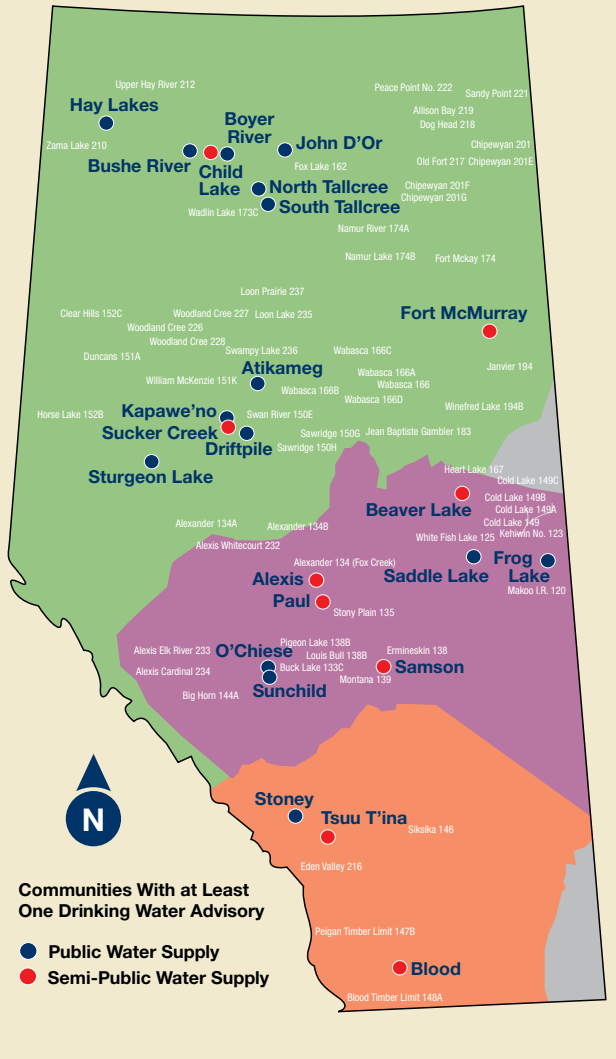 Upper Hay River 212
Peace Point No. 222
Sandy Point 221
Hay Lakes
Allison Bay 219
Dog Head 218
Boyer
River
John D'Or
Zama Lake 210
Chipewyan 201
Bushe River
Child
Lake
Fox Lake 162
Old Fort 217
Chipewyan 201E
North Tallcree
Chipewyan 201F
Chipewyan 201G
South Tallcree
Wadlin Lake 173C
Namur River 174A
Namur Lake 174B
Fort Mckay 174
Loon Prairie 237
Clear Hills 152C
Woodland Cree 227
Loon Lake 235
Fort McMurray
Woodland Cree 226
Woodland Cree 228
Swampy Lake 236
Wabasca 166C
Duncans 151A
Atikameg
Janvier 194
William McKenzie 151K
Wabasca 166A
Wabasca 166
Wabasca 166B
Wabasca 166D
Winefred Lake 194B
Horse Lake 152B
Kapawe'no
Swan River 150E
Sucker Creek
Sawridge 150G
Jean Baptiste Gambler 183
Driftpile
Sawridge 150H
Sturgeon Lake
Heart Lake 167
Cold Lake 149C
Cold Lake 149B
Beaver Lake
Cold Lake 149A
Cold Lake 149
Alexander 134A
Alexander 134B
Kehiwin No. 123
White Fish Lake 125
Alexis Whitecourt 232
Alexander 134 (Fox Creek)
Saddle Lake
Frog
Lake
Alexis
Makoo I.R. 120
Paul
Stony Plain 135
Pigeon Lake 138B
Alexis Elk River 233
O'Chiese
Louis Bull 138B
Ermineskin 138
Buck Lake 133C
Samson
Alexis Cardinal 234
Montana 139
Big Horn 144A
Sunchild
Stoney
Tsuu T'ina
Siksika 146
Eden Valley 216
N
Communities With at Least
One Drinking Water Advisory
Public Water Supply
Semi-Public Water Supply
Peigan Timber Limit 147B
Blood
Blood Timber Limit 148A